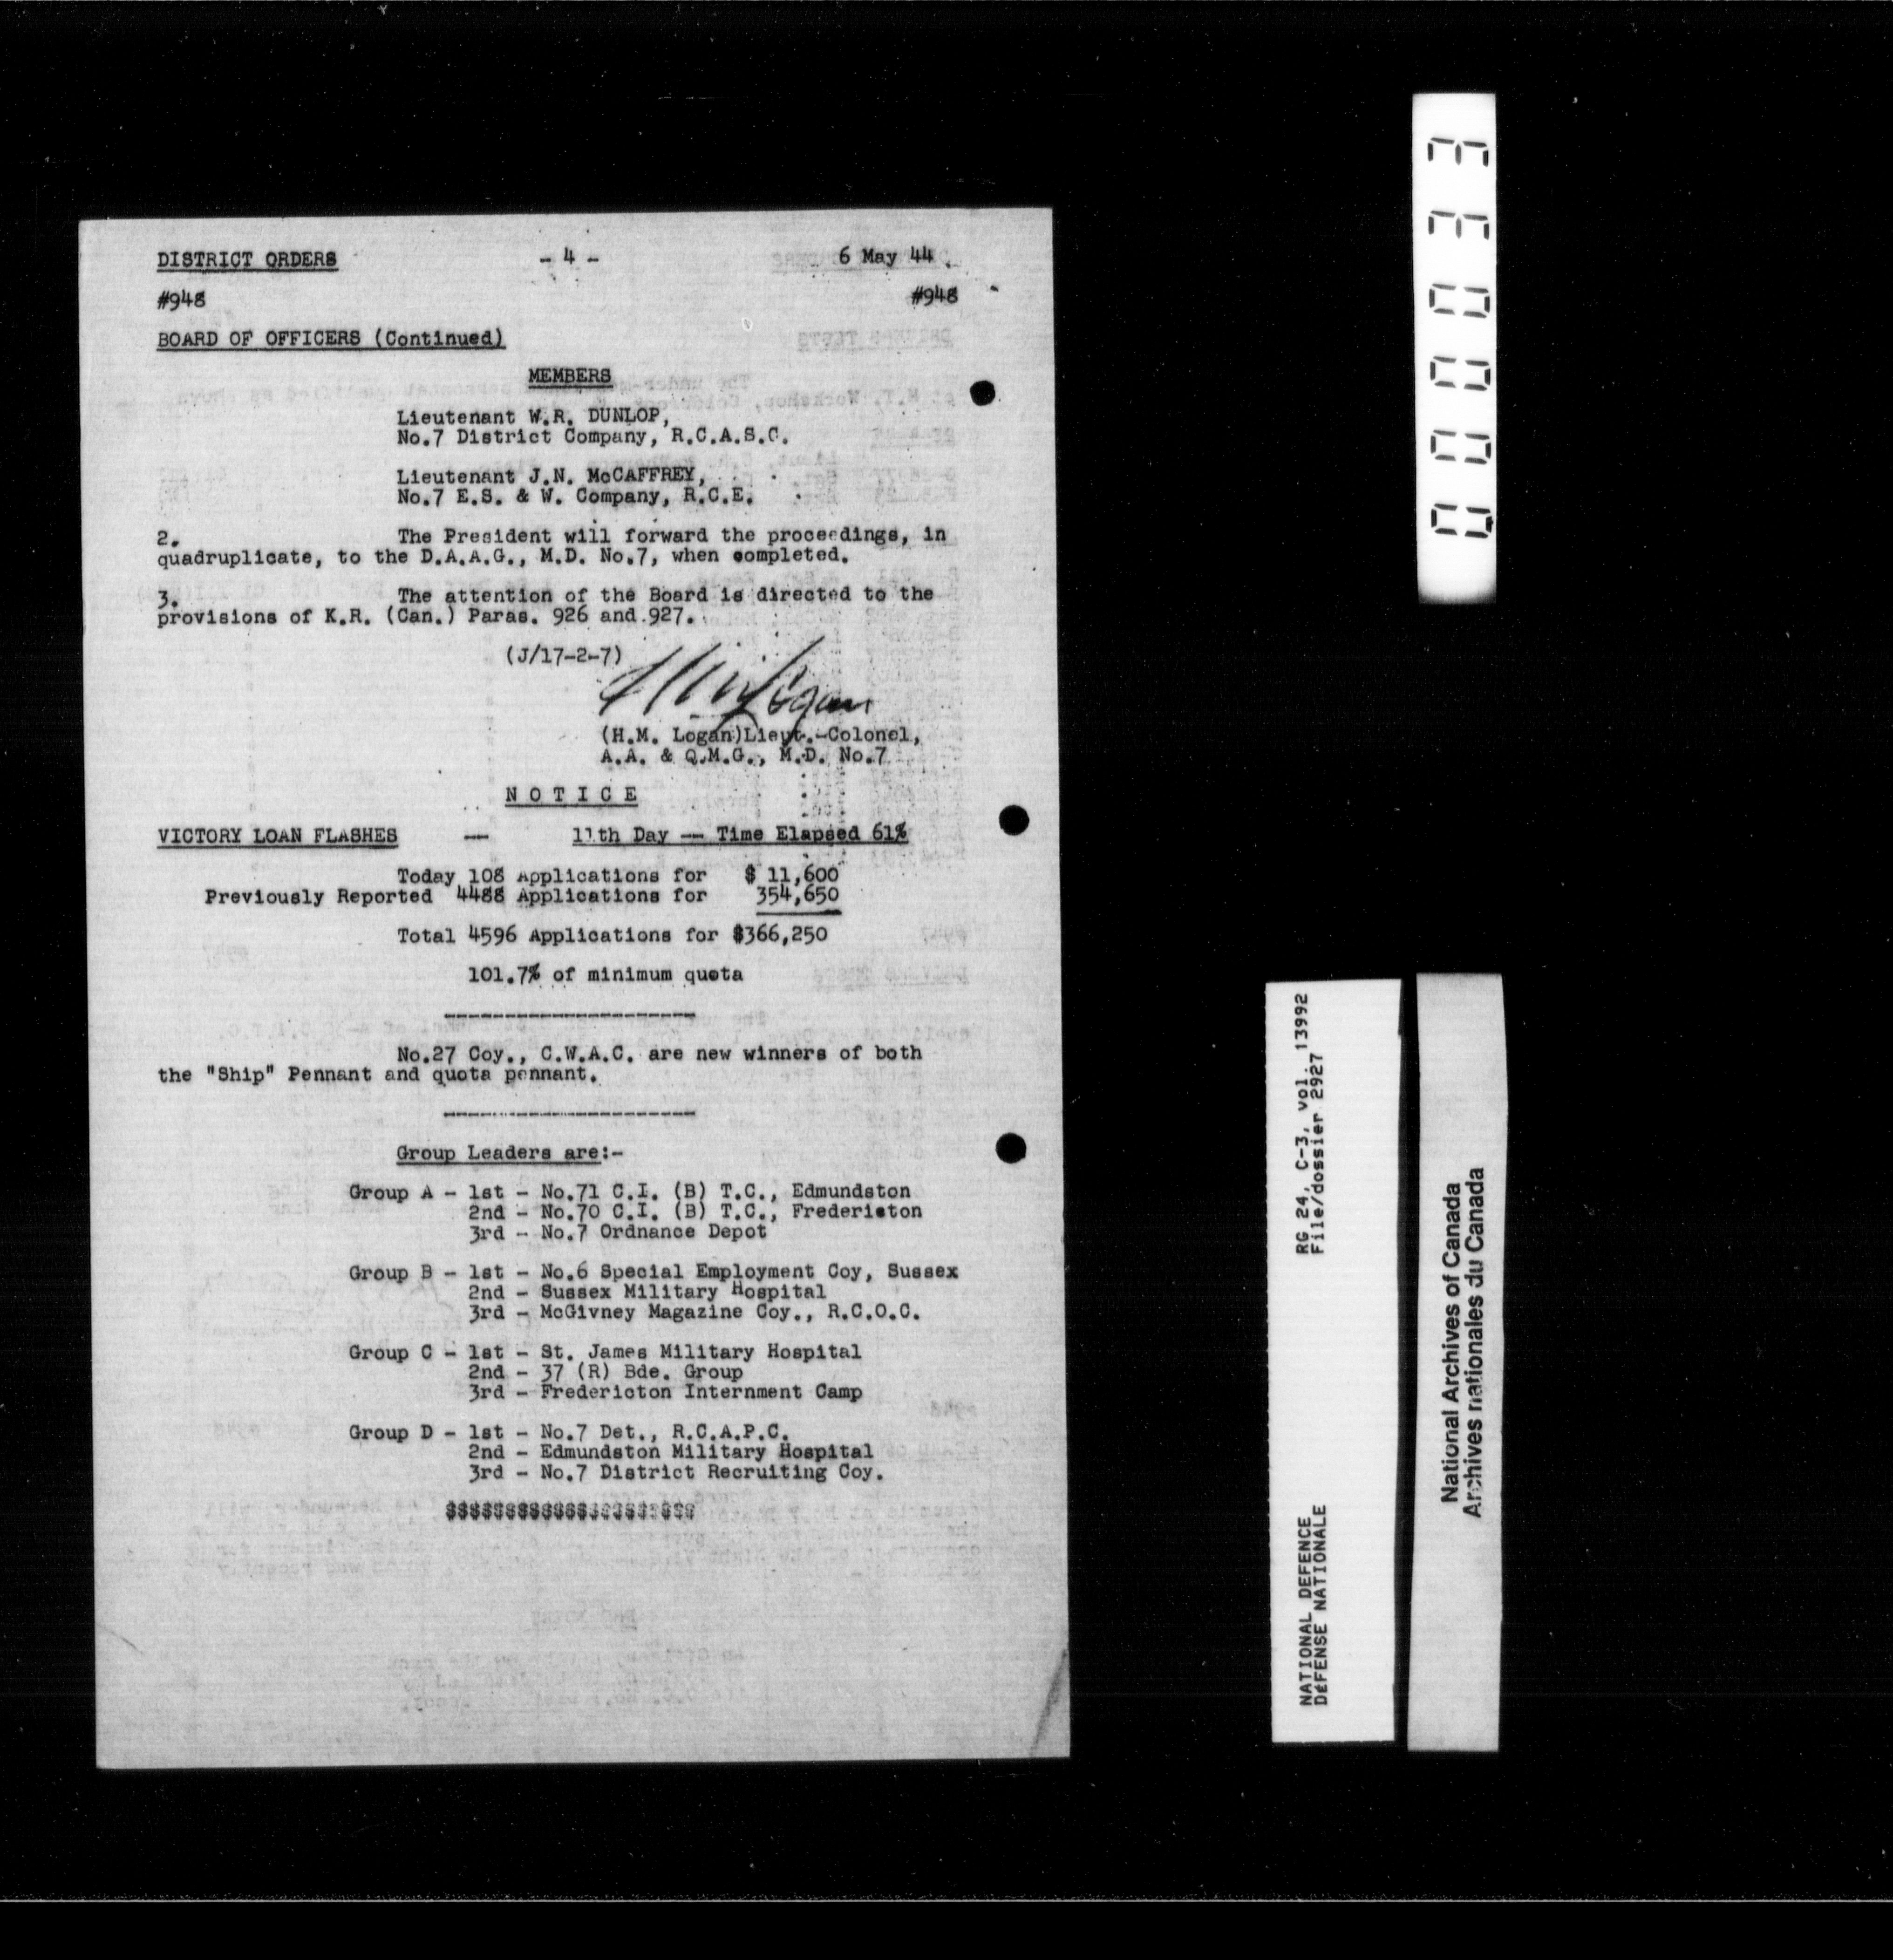 DISTRICT ORDERS - 4 - 6 May 44
#948 #948
BOARD OF OFFICERS (Continued)
MEMBERS
Lieutenant W.R. DUNLOP,
No.7 District Company, R.C.A.S.C.
Lieutenant J.N. McCAFFREY,
No.7 E.S. & W. Company, R.C.E.
2. The President will forward the proceedings, in
quadruplicate, to the D.A.A.G., M.D. No.7, when completed.
3. The attention of the Board is directed to the
provisions of K.R. (Can.) Paras. 926 and 927.
(J/17-2-7)
(H.M. Logan)Lieut.-Colonel,
A.A. & Q.M.G., M.D. No.7
N O T I C E
VICTORY LOAN FLASHES -- 11th Day -- Time Elapsed 61%
Today 108 Applications for $ 11,600
Previously Reported 4488 Applications for 354,650
Total 4596 Applications for $366,250
101.7% of minimum quota
---------------------
No.27 Coy., C.W.A.C. are new winners of both
the "Ship" Pennant and quota pennant.
---------------------
Group Leaders are:-
Group A - 1st - No.71 C.I. (B) T.C., Edmundston
2nd - No.70 C.I. (B) T.C., Fredericton
3rd - No.7 Ordnance Depot
Group B - 1st - No.6 Special Employment Coy, Sussex
2nd - Sussex Military Hospital
3rd - McGivney Magazine Coy., R.C.O.C.
Group C - 1st - St. James Military Hospital
2nd - 37 (R) Bde. Group
3rd - Fredericton Internment Camp
Group D - 1st - No.7 Det., R.C.A.P.C.
2nd - Edmundston Military Hospital
3rd - No.7 District Recruiting Coy.
$$$$$$$$$$$$$$$$$$$$$
000033
RG 24, C-3, vol. 13992
File/dossier 2927
NATIONAL DEFENCE
DÉFENSE NATIONALE
National Archives of Canada
Archives nationales du Canada